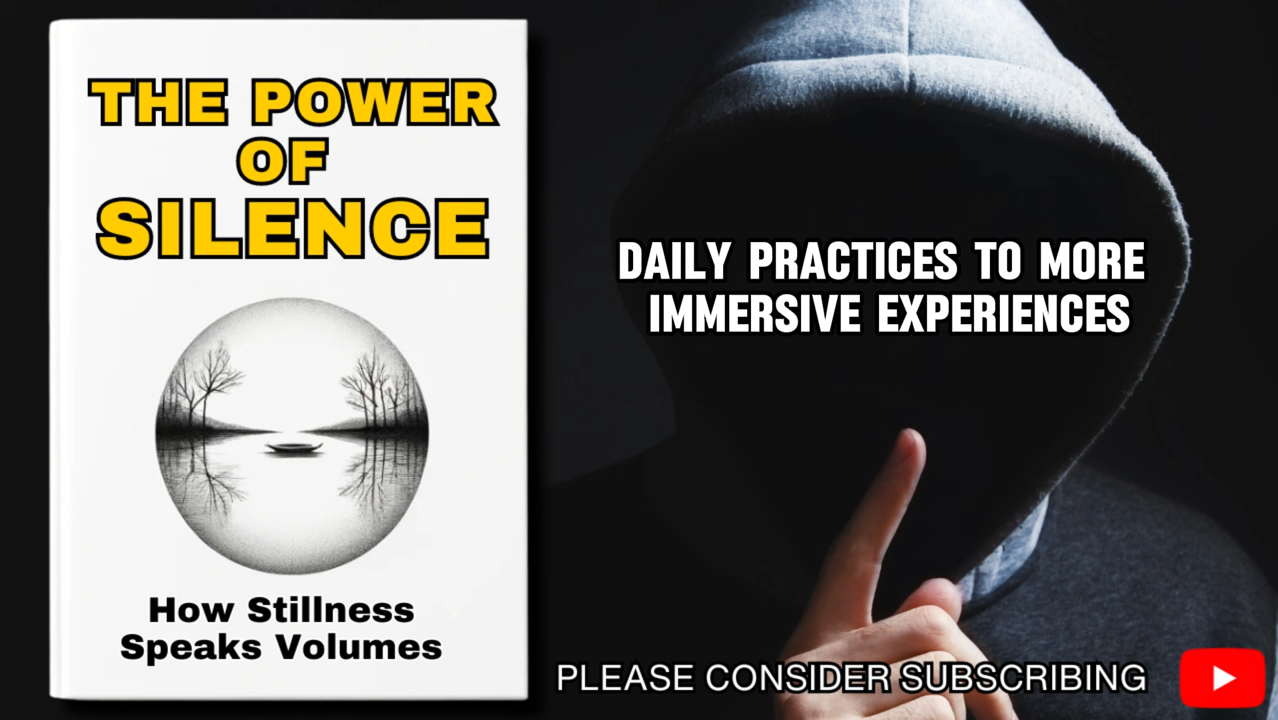 THE POWER
OF
SILENCE
How Stillness
Speaks Volumes
DAILY PRACTICES TO MORE
IMMERSIVE EXPERIENCES
PLEASE CONSIDER SUBSCRIBING